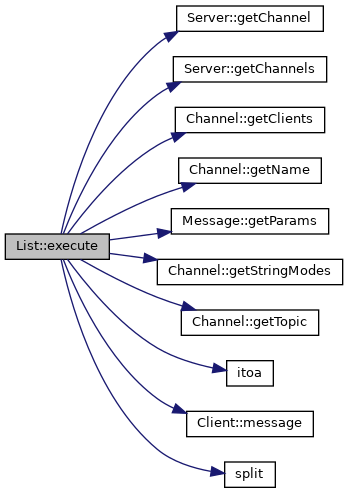 Server::getChannel
Server::getChannels
Channel::getClients
Channel::getName
List::execute
Message::getParams
Channel::getStringModes
Channel::getTopic
itoa
Client::message
split